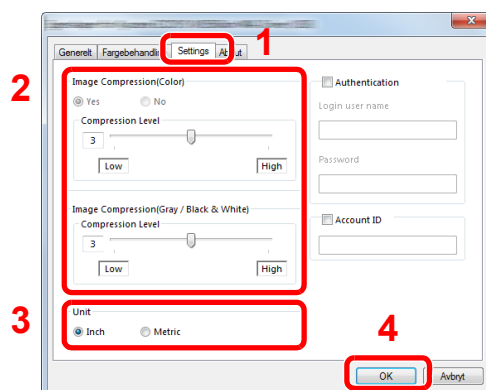 1
Generelt Fargebehandlin Settings About
2
Image Compression(Color)
Yes No
Compression Level
3
Low High
Image Compression(Gray / Black & White)
Compression Level
3
Low High
Authentication
Login user name
Password
Account ID
3
Unit
Inch Metric
4
OK Avbryt